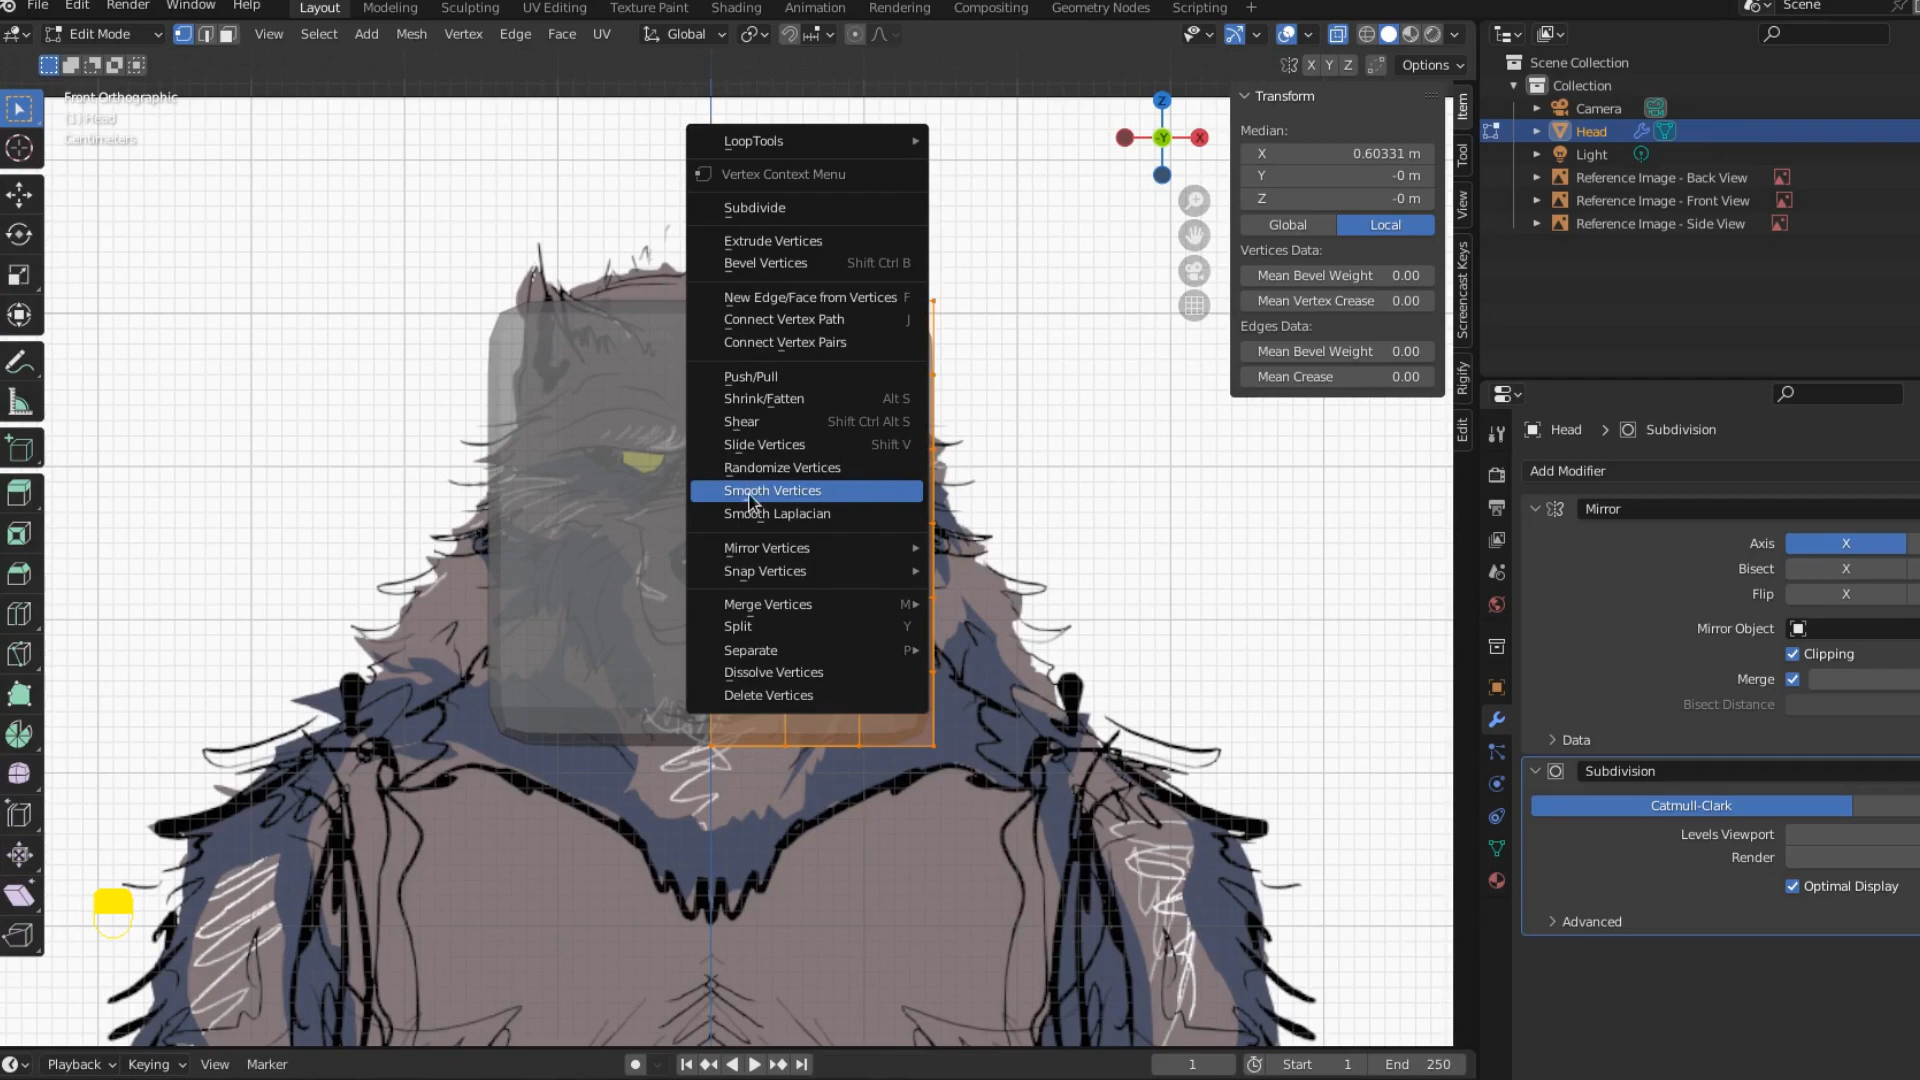 File Edit Render Window Help Layout Modeling Sculpting UV Editing Texture Paint Shading Animation Rendering Compositing Geometry Nodes Scripting + Scene
Edit Mode View Select Add Mesh Vertex Edge Face UV Global
X Y Z Options
Front Orthographic
(1) Head
Centimeters
Z
-Y
X
LoopTools
Vertex Context Menu
Subdivide
Extrude Vertices
Bevel Vertices Shift Ctrl B
New Edge/Face from Vertices F
Connect Vertex Path J
Connect Vertex Pairs
Push/Pull
Shrink/Fatten Alt S
Shear Shift Ctrl Alt S
Slide Vertices Shift V
Randomize Vertices
Smooth Vertices
Smooth Laplacian
Mirror Vertices
Snap Vertices
Merge Vertices M
Split Y
Separate P
Dissolve Vertices
Delete Vertices
Transform
Median:
X 0.60331 m
Y -0 m
Z -0 m
Global Local
Vertices Data:
Mean Bevel Weight 0.00
Mean Vertex Crease 0.00
Edges Data:
Mean Bevel Weight 0.00
Mean Crease 0.00
Item
Tool
View
Screencast Keys
Rigify
Edit
Scene Collection
Collection
Camera
Head
Light
Reference Image - Back View
Reference Image - Front View
Reference Image - Side View
Head Subdivision
Add Modifier
Mirror
Axis X
Bisect X
Flip X
Mirror Object
Clipping
Merge
Bisect Distance
Data
Subdivision
Catmull-Clark
Levels Viewport
Render
Optimal Display
Advanced
Playback Keying View Marker 1 Start 1 End 250